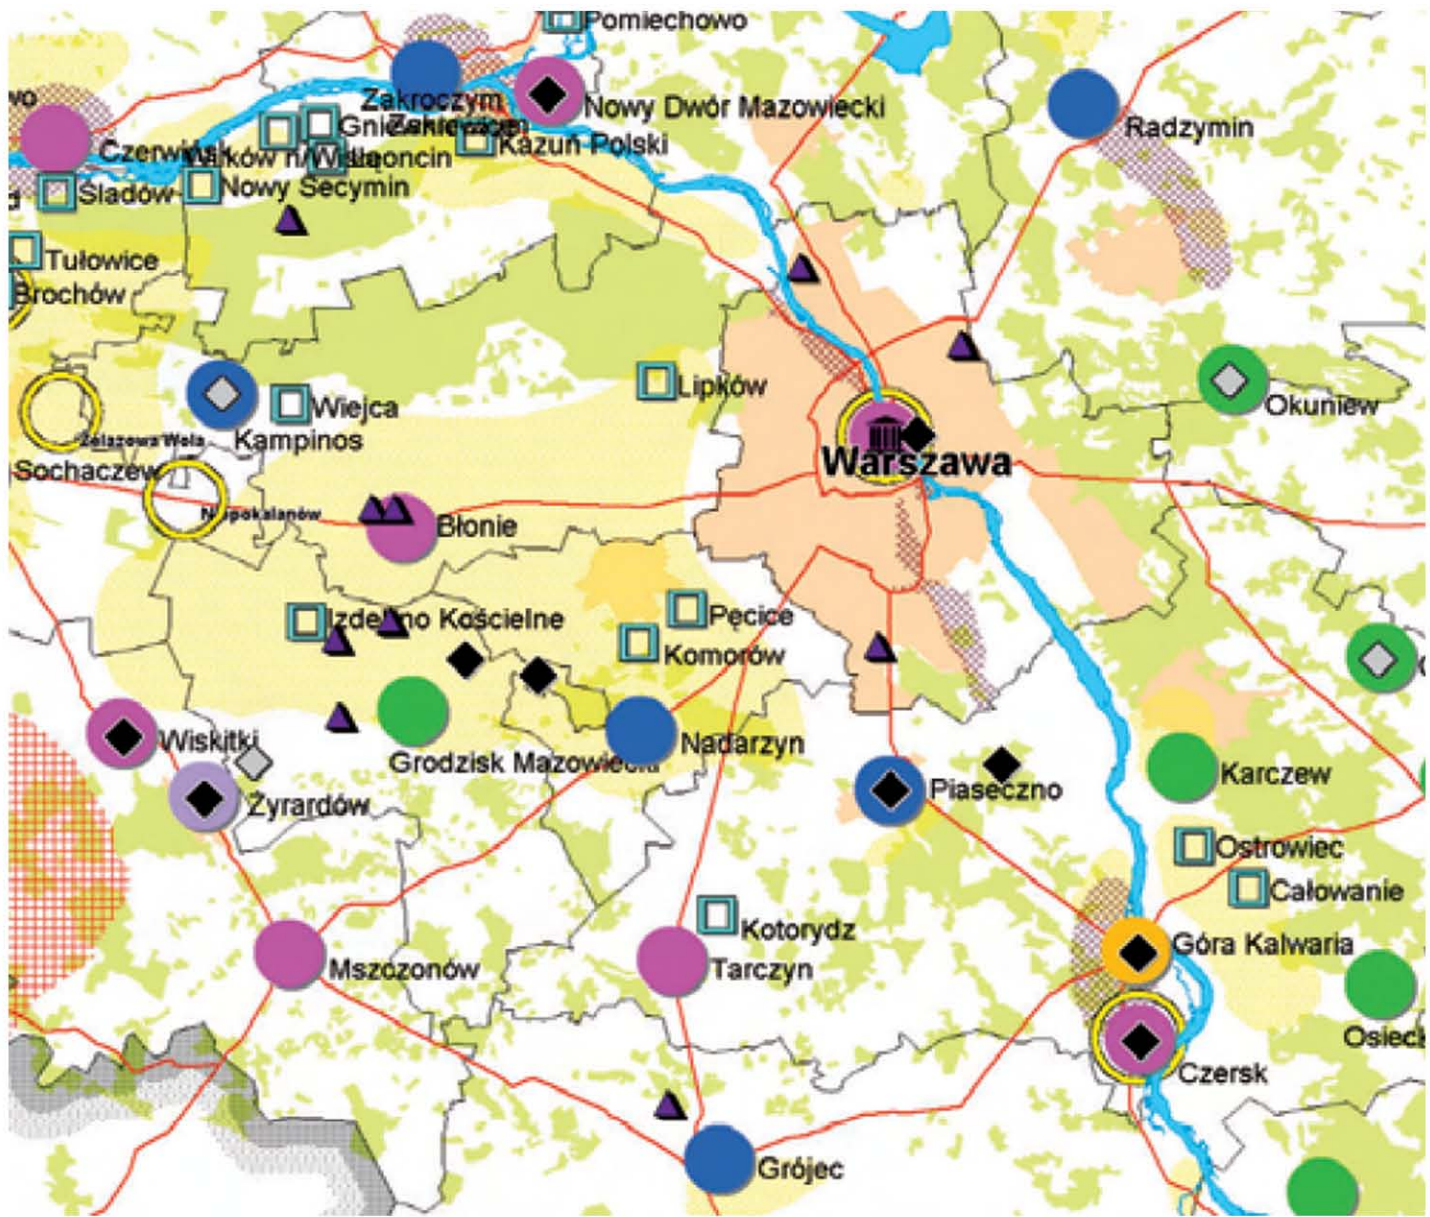 Pomiechowo
Zakroczym
Nowy Dwór Mazowiecki
wo
Radzymin
Kazuń Polski
Śladów
Nowy Secymin
Tułowice
Brochów
Lipków
Wiejca
Okuniew
Kampinos
Żelazowa Wola
Warszawa
Sochaczew
Niepokalanów
Błonie
Pęcice
Kościelne
Komorów
Wiskitki
Nadarzyn
Grodzisk Mazowiecki
Karczew
Piaseczno
Żyrardów
Ostrowiec
Całowanie
Kotorydz
Góra Kalwaria
Mszczonów
Tarczyn
Osieck
Czersk
Grójec